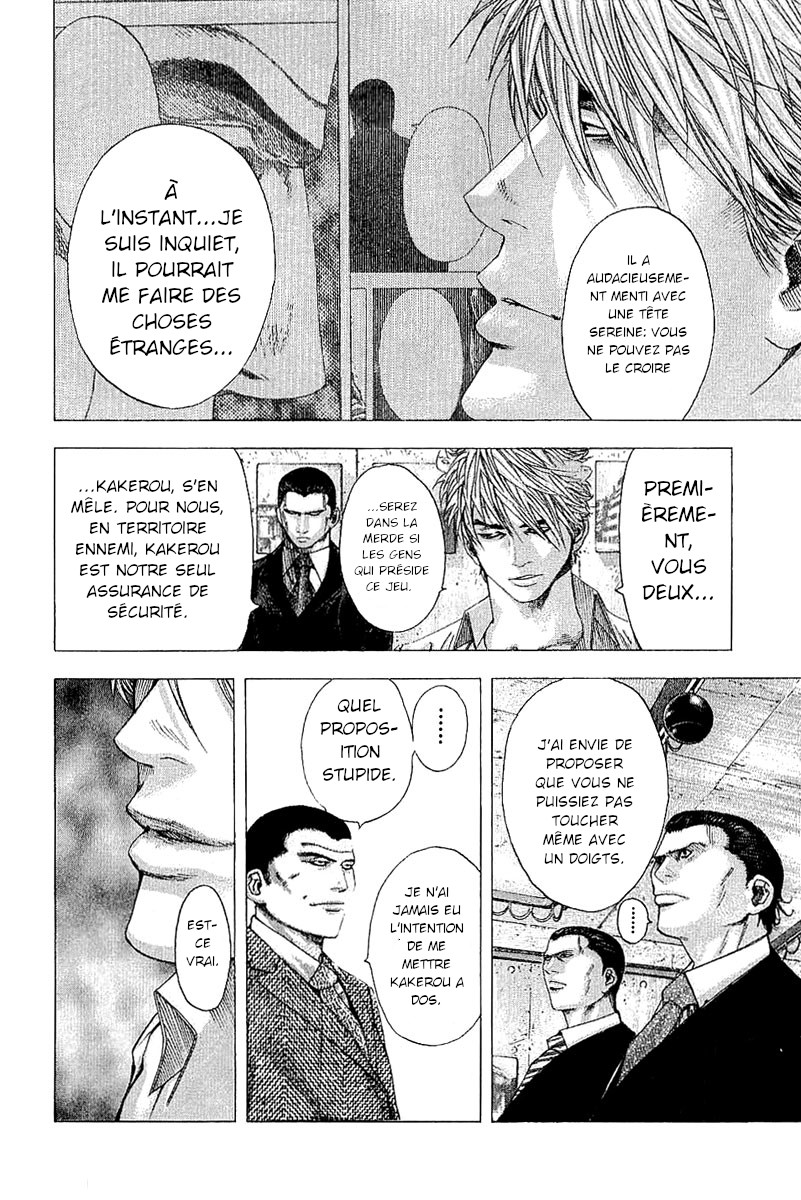 IL A
AUDACIEUSEME-
NT MENTI AVEC
UNE TÊTE
SEREINE; VOUS
NE POUVEZ PAS
LE CROIRE
À
L'INSTANT...JE
SUIS INQUIET,
IL POURRAIT
ME FAIRE DES
CHOSES
ÉTRANGES...
PREMI-
ÈREME-
NT,
VOUS
DEUX...
...SEREZ
DANS LA
MERDE SI
LES GENS
QUI PRÉSIDE
CE JEU.
...KAKEROU, S'EN
MÊLE. POUR NOUS,
EN TERRITOIRE
ENNEMI, KAKEROU
EST NOTRE SEUL
ASSURANCE DE
SÉCURITÉ.
J'AI ENVIE DE
PROPOSER
QUE VOUS NE
PUISSIEZ PAS
TOUCHER
MÊME AVEC
UN DOIGTS.
......
......
QUEL
PROPOS-
ITION
STUPIDE.
JE N'AI
JAMAIS EU
L'INTENTION
DE ME
METTRE
KAKEROU A
DOS.
EST-
CE
VRAI.